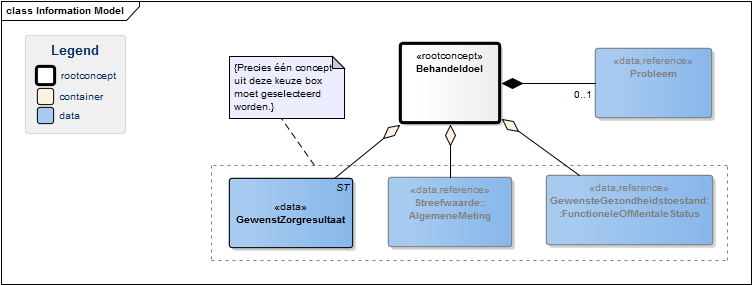 class Information Model
Legend
rootconcept
container
data
{Precies één concept
uit deze keuze box
moet geselecteerd
worden.}
«rootconcept»
Behandeldoel
«data,reference»
Probleem
0..1
ST
«data»
GewenstZorgresultaat
«data,reference»
Streefwaarde::
AlgemeneMeting
«data,reference»
GewensteGezondheidstoestand:
:FunctioneleOfMentaleStatus